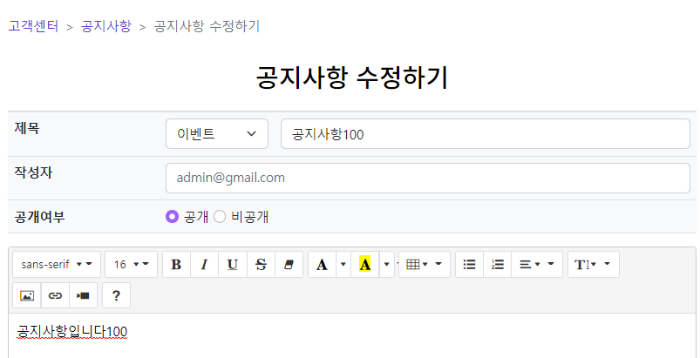 고객센터 > 공지사항 > 공지사항 수정하기
공지사항 수정하기
제목 이벤트 공지사항100
작성자 admin@gmail.com
공개여부 공개 비공개
sans-serif 16 B I U S A A T
?
공지사항입니다100